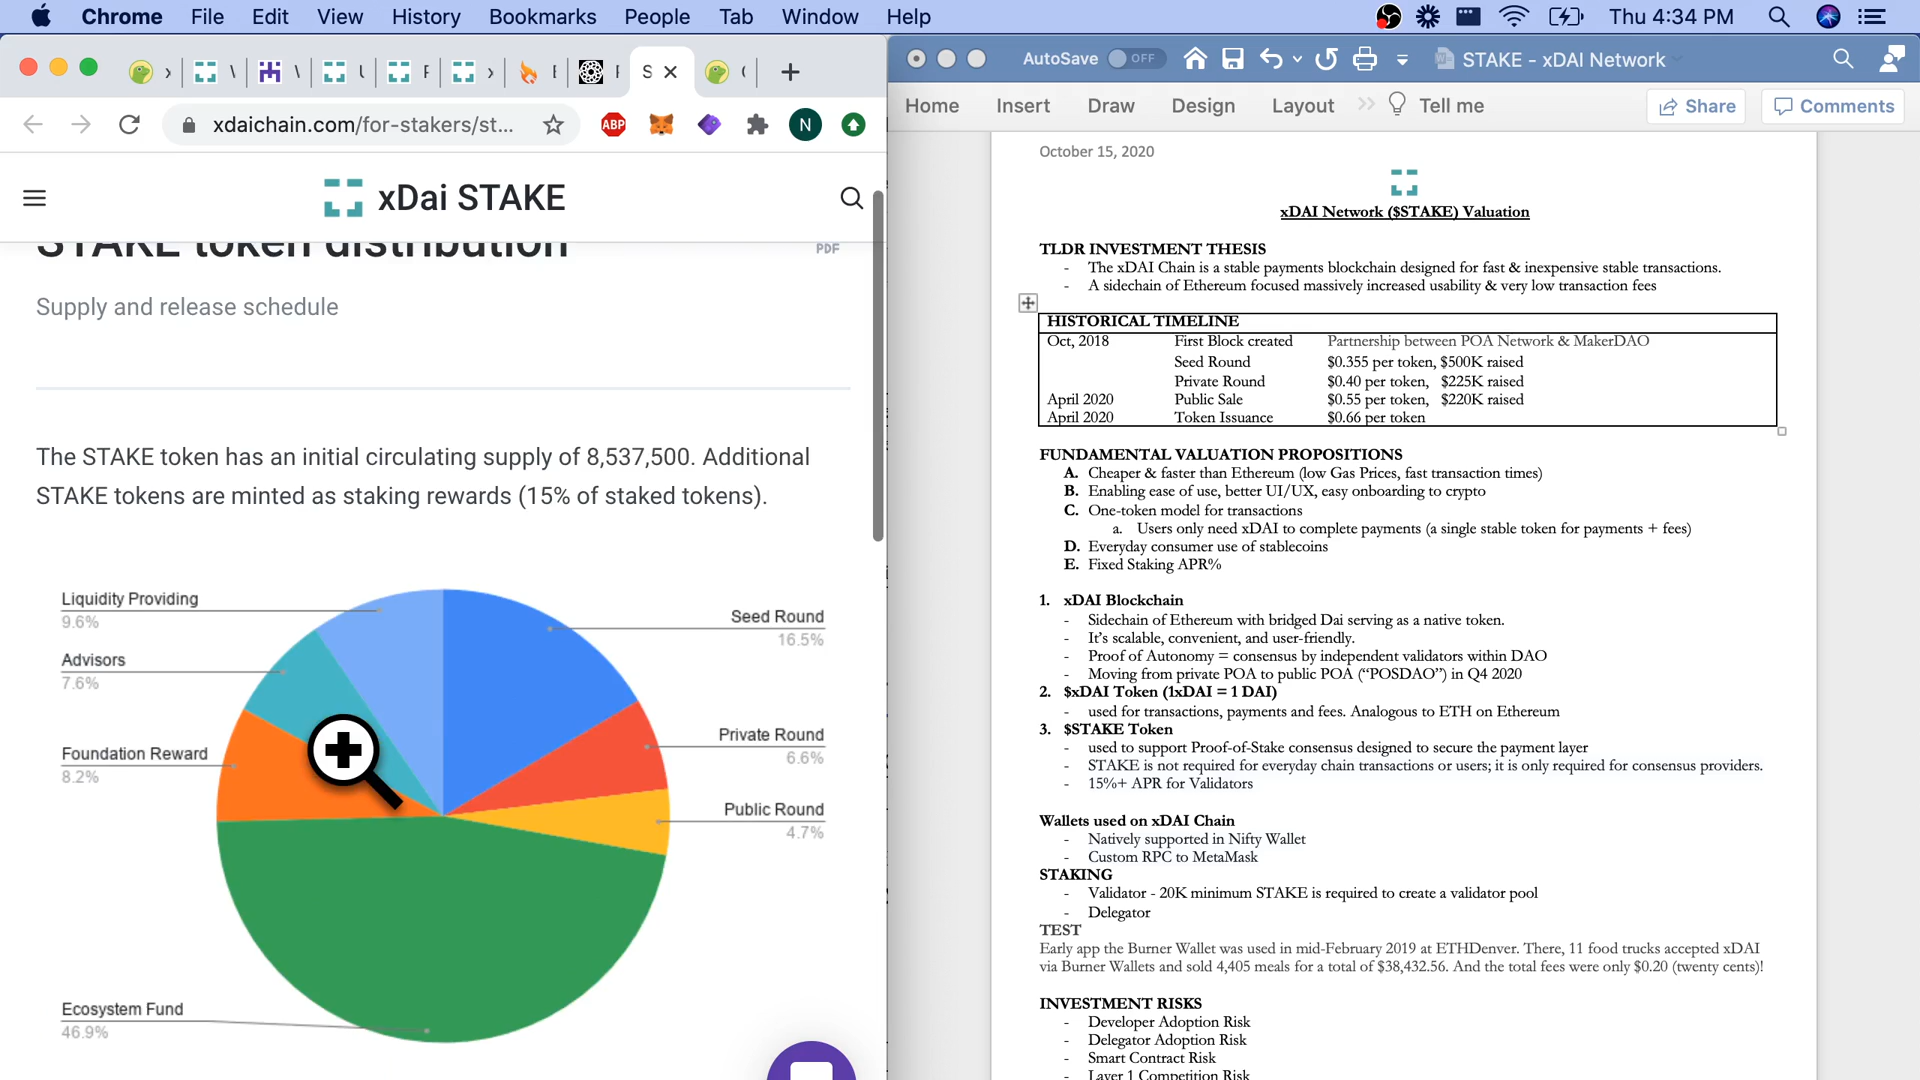 Chrome File Edit View History Bookmarks People Tab Window Help
Thu 4:34 PM
S
xdaichain.com/for-stakers/st...
ABP
N
xDai STAKE
STAKE token distribution
PDF
Supply and release schedule
The STAKE token has an initial circulating supply of 8,537,500. Additional
STAKE tokens are minted as staking rewards (15% of staked tokens).
Liquidity Providing
9.6%
Advisors
7.6%
Foundation Reward
8.2%
Ecosystem Fund
46.9%
Seed Round
16.5%
Private Round
6.6%
Public Round
4.7%
AutoSave OFF
STAKE - xDAI Network
Home Insert Draw Design Layout Tell me
Share Comments
October 15, 2020
xDAI Network ($STAKE) Valuation
TLDR INVESTMENT THESIS
- The xDAI Chain is a stable payments blockchain designed for fast & inexpensive stable transactions.
- A sidechain of Ethereum focused massively increased usability & very low transaction fees
HISTORICAL TIMELINE
Oct, 2018 First Block created Partnership between POA Network & MakerDAO
Seed Round $0.355 per token, $500K raised
Private Round $0.40 per token, $225K raised
April 2020 Public Sale $0.55 per token, $220K raised
April 2020 Token Issuance $0.66 per token
FUNDAMENTAL VALUATION PROPOSITIONS
A. Cheaper & faster than Ethereum (low Gas Prices, fast transaction times)
B. Enabling ease of use, better UI/UX, easy onboarding to crypto
C. One-token model for transactions
a. Users only need xDAI to complete payments (a single stable token for payments + fees)
D. Everyday consumer use of stablecoins
E. Fixed Staking APR%
1. xDAI Blockchain
- Sidechain of Ethereum with bridged Dai serving as a native token.
- It's scalable, convenient, and user-friendly.
- Proof of Autonomy = consensus by independent validators within DAO
- Moving from private POA to public POA ("POSDAO") in Q4 2020
2. $xDAI Token (1xDAI = 1 DAI)
- used for transactions, payments and fees. Analogous to ETH on Ethereum
3. $STAKE Token
- used to support Proof-of-Stake consensus designed to secure the payment layer
- STAKE is not required for everyday chain transactions or users; it is only required for consensus providers.
- 15%+ APR for Validators
Wallets used on xDAI Chain
- Natively supported in Nifty Wallet
- Custom RPC to MetaMask
STAKING
- Validator - 20K minimum STAKE is required to create a validator pool
- Delegator
TEST
Early app the Burner Wallet was used in mid-February 2019 at ETHDenver. There, 11 food trucks accepted xDAI
via Burner Wallets and sold 4,405 meals for a total of $38,432.56. And the total fees were only $0.20 (twenty cents)!
INVESTMENT RISKS
- Developer Adoption Risk
- Delegator Adoption Risk
- Smart Contract Risk
- Layer 1 Competition Risk